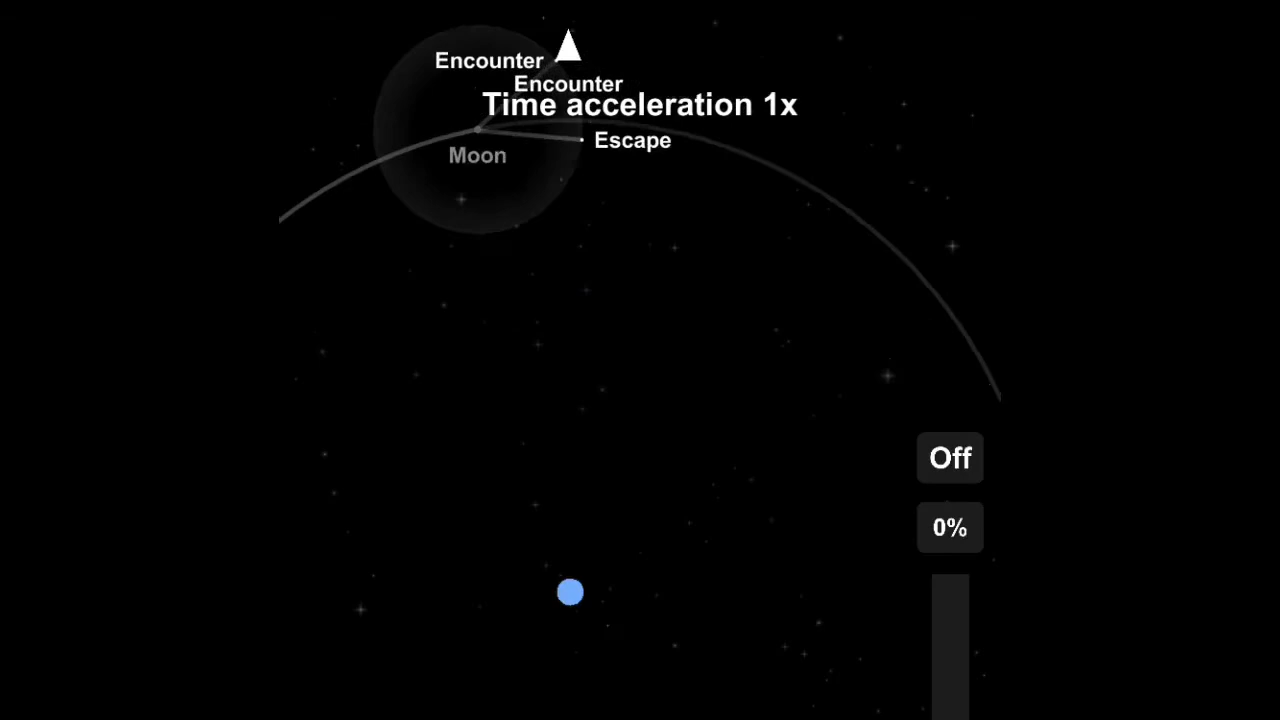 Encounter
Encounter
Time acceleration 1x
Escape
Moon
Off
0%